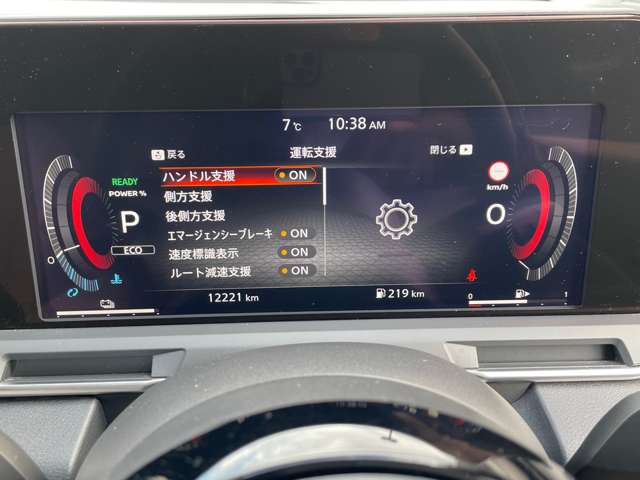 7℃ 10:38 AM
戻る 運転支援 閉じる
READY
POWER %
P
ECO
0
ハンドル支援 ON
側方支援
後側方支援
エマージェンシーブレーキ ON
速度標識表示 ON
ルート減速支援 ON
km/h
0
12221 km
219 km
0 1